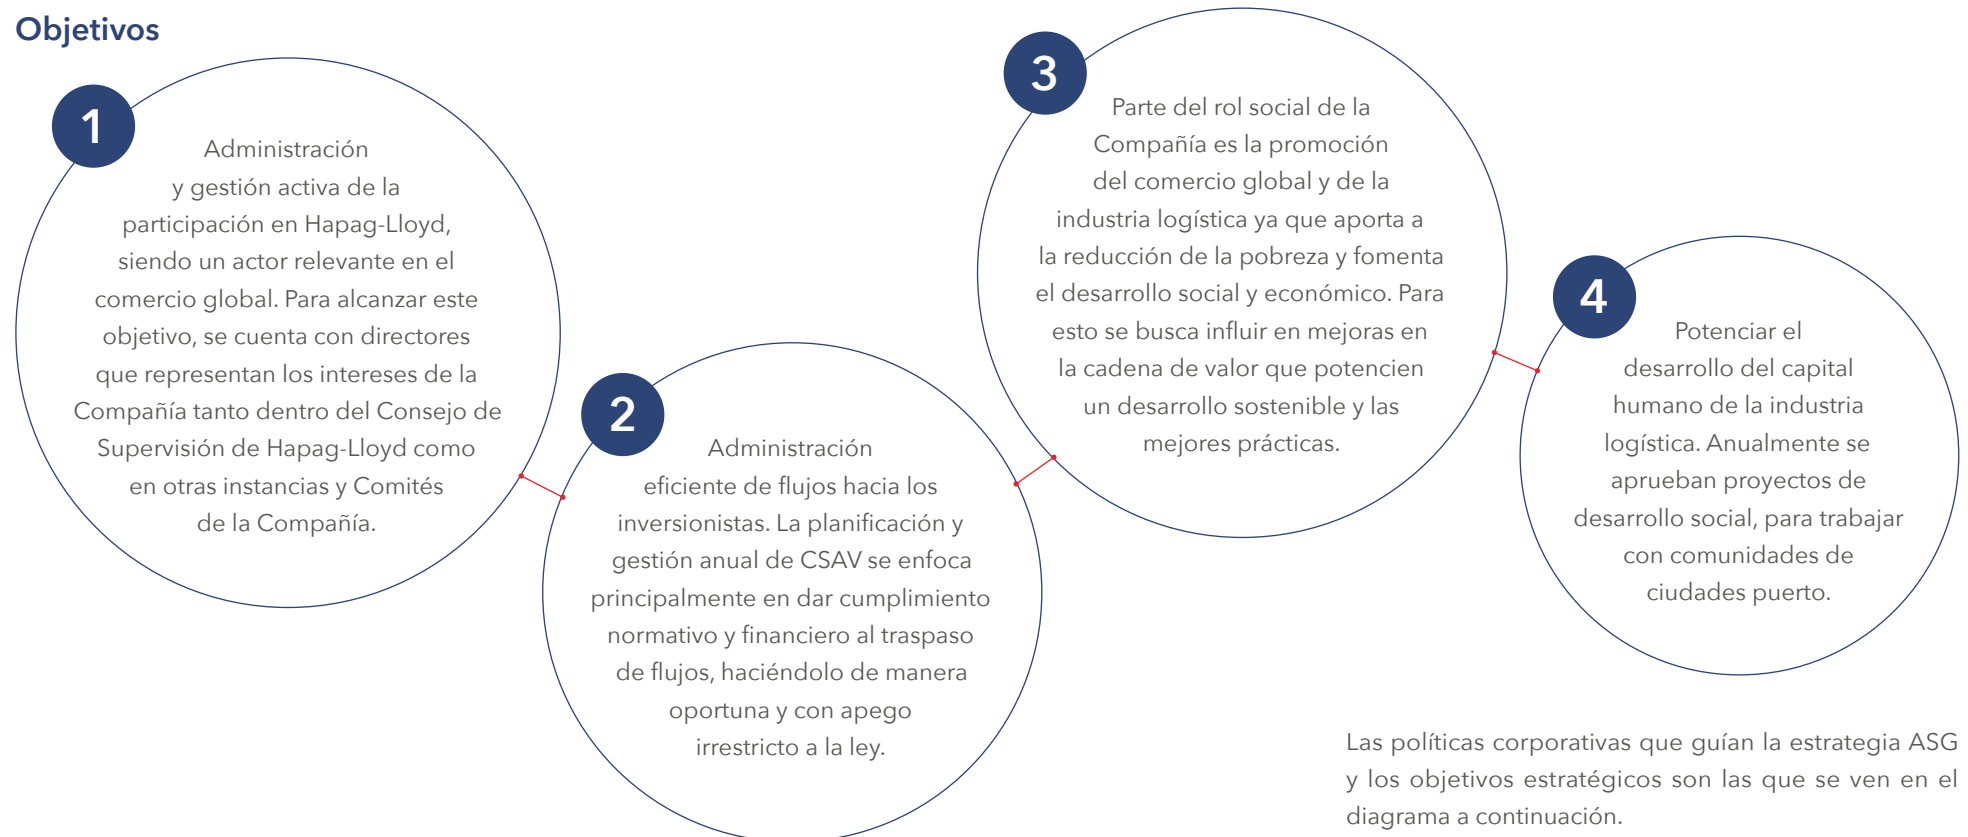 Objetivos
1
Administración
y gestión activa de la
participación en Hapag-Lloyd,
siendo un actor relevante en el
comercio global. Para alcanzar este
objetivo, se cuenta con directores
que representan los intereses de la
Compañía tanto dentro del Consejo de
Supervisión de Hapag-Lloyd como
en otras instancias y Comités
de la Compañía.
2
Administración
eficiente de flujos hacia los
inversionistas. La planificación y
gestión anual de CSAV se enfoca
principalmente en dar cumplimiento
normativo y financiero al traspaso
de flujos, haciéndolo de manera
oportuna y con apego
irrestricto a la ley.
3
Parte del rol social de la
Compañía es la promoción
del comercio global y de la
industria logística ya que aporta a
la reducción de la pobreza y fomenta
el desarrollo social y económico. Para
esto se busca influir en mejoras en
la cadena de valor que potencien
un desarrollo sostenible y las
mejores prácticas.
4
Potenciar el
desarrollo del capital
humano de la industria
logística. Anualmente se
aprueban proyectos de
desarrollo social, para trabajar
con comunidades de
ciudades puerto.
Las políticas corporativas que guían la estrategia ASG
y los objetivos estratégicos son las que se ven en el
diagrama a continuación.